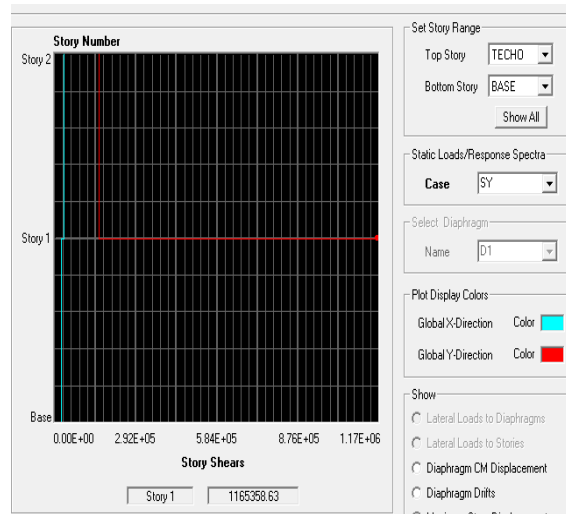 Story Number
Story 2
Story 1
Base
0.00E+00 2.92E+05 5.84E+05 8.76E+05 1.17E+06
Story Shears
Story 1 1165358.63
Set Story Range
Top Story TECHO
Bottom Story BASE
Show All
Static Loads/Response Spectra
Case SY
Select Diaphragm
Name D1
Plot Display Colors
Global X-Direction Color
Global Y-Direction Color
Show
Lateral Loads to Diaphragms
Lateral Loads to Stories
Diaphragm CM Displacement
Diaphragm Drifts